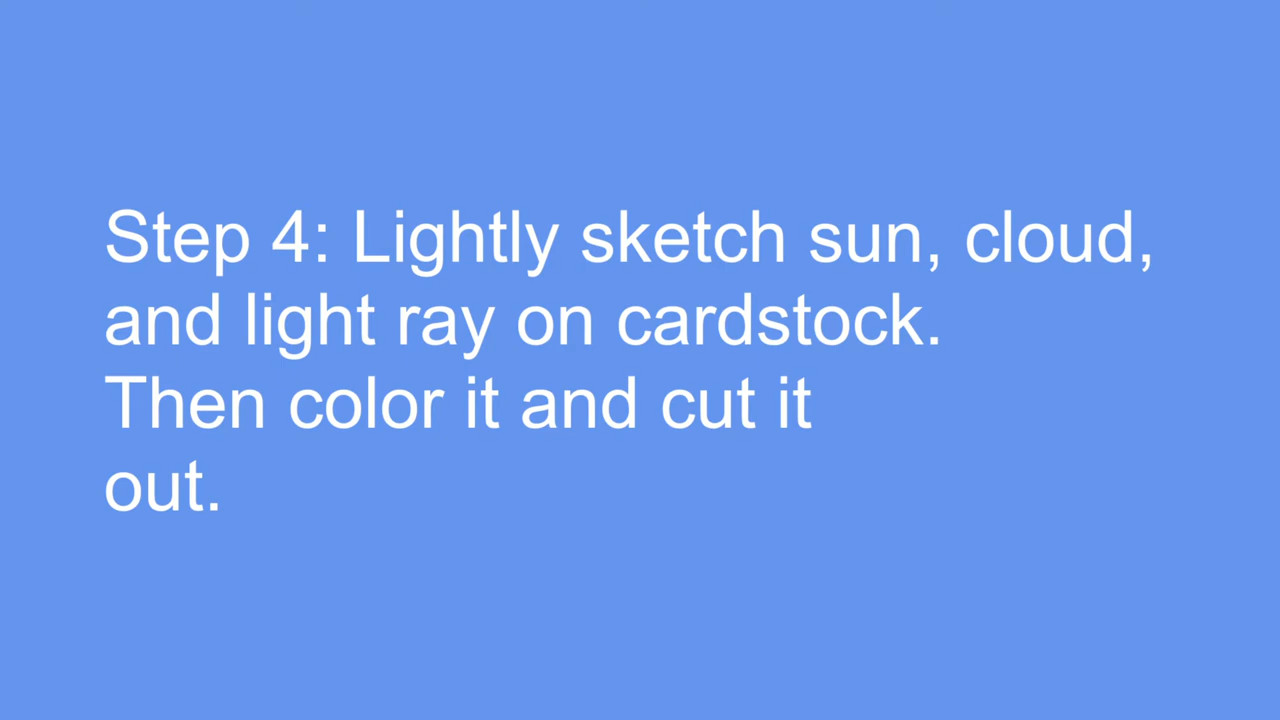 Step 4: Lightly sketch sun, cloud,
and light ray on cardstock.
Then color it and cut it
out.